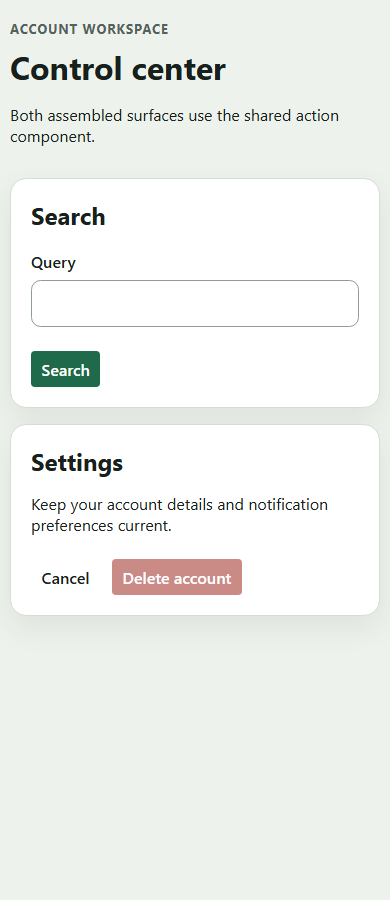 ACCOUNT WORKSPACE
Control center
Both assembled surfaces use the shared action
component.
Search
Query
Search
Settings
Keep your account details and notification
preferences current.
Cancel
Delete account